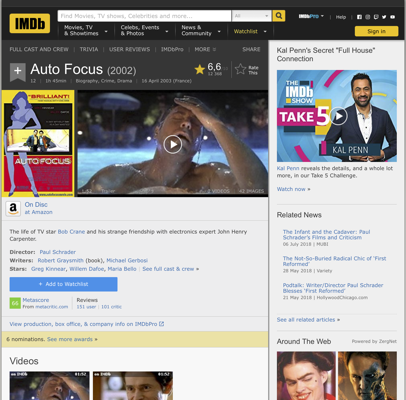 IMDb
Find Movies, TV shows, Celebrities and more...
All
Movies, TV & Showtimes
Celebs, Events & Photos
News & Community
Watchlist
IMDbPro
Help
Sign in
FULL CAST AND CREW | TRIVIA | USER REVIEWS | IMDbPro | MORE
SHARE
Auto Focus (2002)
6,6
Rate This
12 | 1h 45min | Biography, Crime, Drama | 16 April 2003 (France)
BRILLIANT!
AUTO FOCUS
1:51
2 VIDEOS
42 IMAGES
On Disc
at Amazon
The life of TV star Bob Crane and his strange friendship with electronics expert John Henry
Carpenter.
Director: Paul Schrader
Writers: Robert Graysmith (book), Michael Gerbosi
Stars: Greg Kinnear, Willem Dafoe, Maria Bello | See full cast & crew »
+ Add to Watchlist
66
Metascore
From metacritic.com
Reviews
151 user | 101 critic
View production, box office, & company info on IMDbPro
6 nominations. See more awards »
Videos
01:52
01:52
Kal Penn's Secret "Full House"
Connection
THE IMDb SHOW
TAKE 5
KAL PENN
Kal Penn reveals the details, and a whole lot
more, in our Take 5 Challenge.
Watch now »
Related News
The Infant and the Cadaver: Paul
Schrader's Films and Criticism
06 July 2018 | MUBI
The Not-So-Buried Radical Chic of 'First
Reformed'
28 May 2018 | Variety
Podtalk: Writer/Director Paul Schrader
Blesses 'First Reformed'
21 May 2018 | HollywoodChicago.com
See all related articles »
Around The Web
Powered by Zergnet